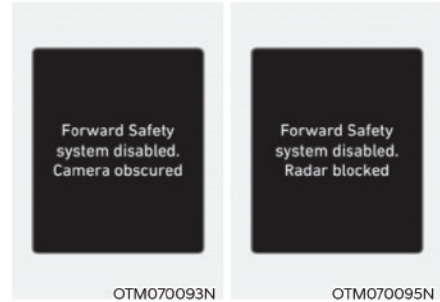 Forward Safety
system disabled.
Camera obscured
OTM070093N
Forward Safety
system disabled.
Radar blocked
OTM070095N